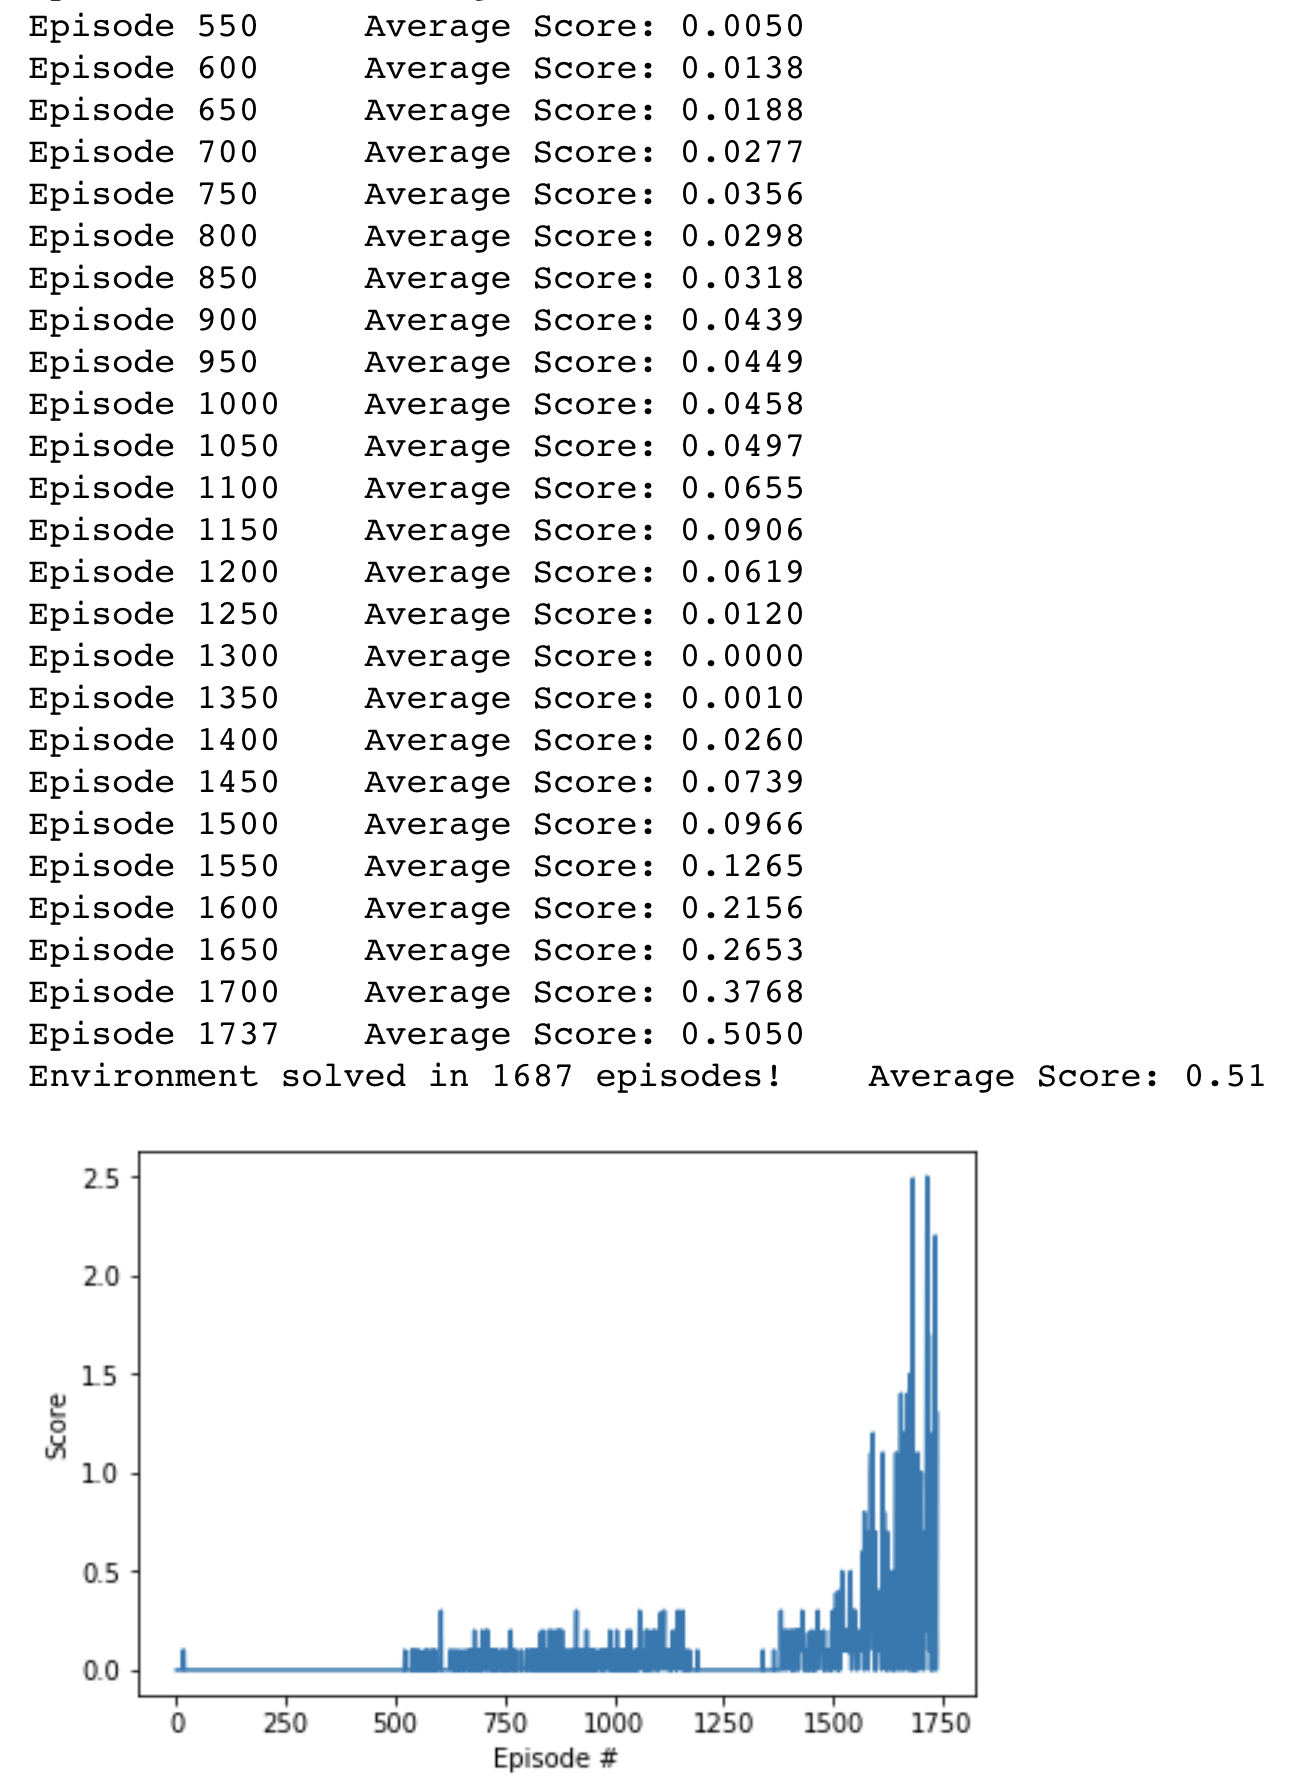 Episode 550 Average Score: 0.0050
Episode 600 Average Score: 0.0138
Episode 650 Average Score: 0.0188
Episode 700 Average Score: 0.0277
Episode 750 Average Score: 0.0356
Episode 800 Average Score: 0.0298
Episode 850 Average Score: 0.0318
Episode 900 Average Score: 0.0439
Episode 950 Average Score: 0.0449
Episode 1000 Average Score: 0.0458
Episode 1050 Average Score: 0.0497
Episode 1100 Average Score: 0.0655
Episode 1150 Average Score: 0.0906
Episode 1200 Average Score: 0.0619
Episode 1250 Average Score: 0.0120
Episode 1300 Average Score: 0.0000
Episode 1350 Average Score: 0.0010
Episode 1400 Average Score: 0.0260
Episode 1450 Average Score: 0.0739
Episode 1500 Average Score: 0.0966
Episode 1550 Average Score: 0.1265
Episode 1600 Average Score: 0.2156
Episode 1650 Average Score: 0.2653
Episode 1700 Average Score: 0.3768
Episode 1737 Average Score: 0.5050
Environment solved in 1687 episodes! Average Score: 0.51
2.5
2.0
1.5
1.0
0.5
0.0
Score
0 250 500 750 1000 1250 1500 1750
Episode #